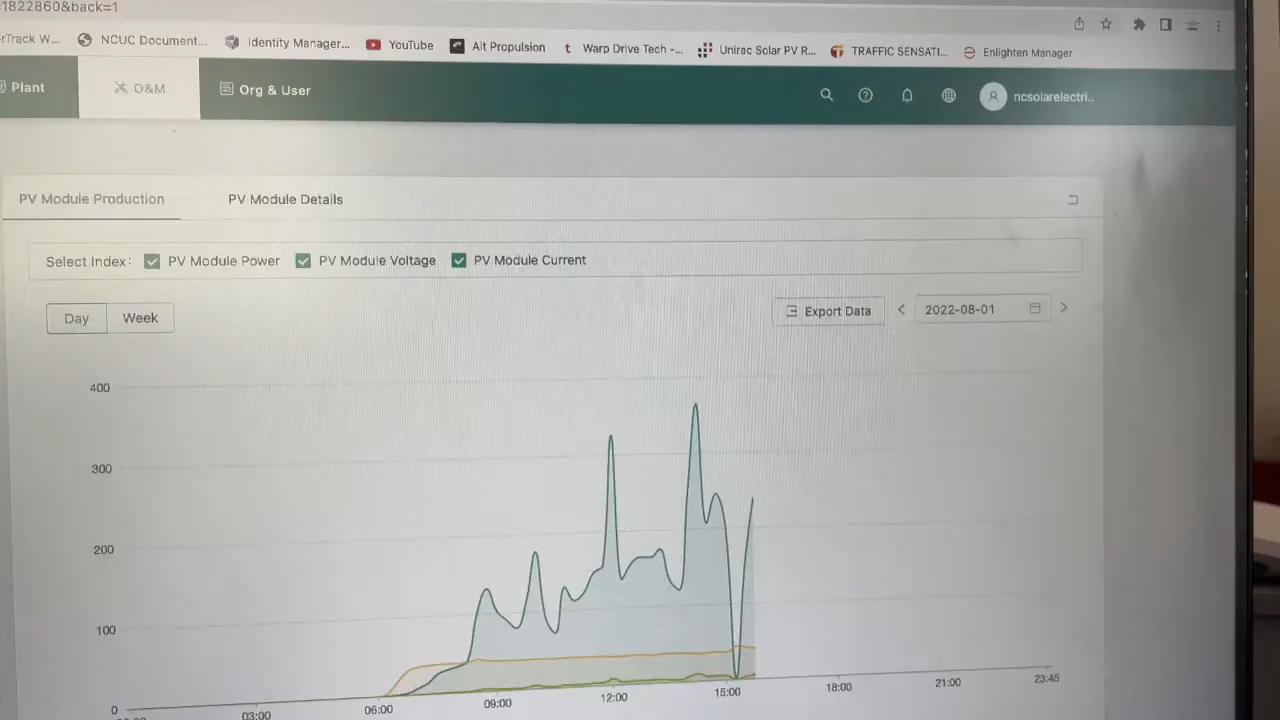 1822860&back=1
erTrack W... NCUC Document... Identity Manager... YouTube Alt Propulsion Warp Drive Tech -... Unirac Solar PV R... TRAFFIC SENSATI... Enlighten Manager
Plant O&M Org & User ncsolarelectri..
PV Module Production PV Module Details
Select Index: PV Module Power PV Module Voltage PV Module Current
Day Week Export Data < 2022-08-01 >
400
300
200
100
0
03:00 06:00 09:00 12:00 15:00 18:00 21:00 23:45